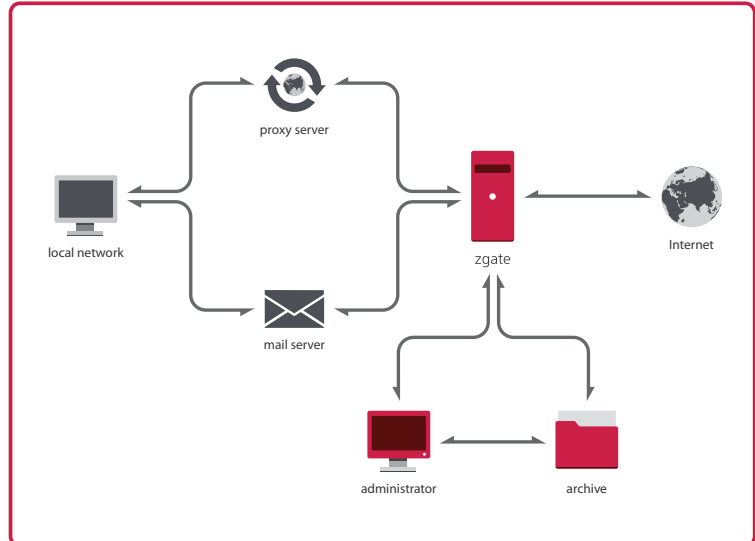 proxy server
local network
zgate
Internet
mail server
administrator
archive